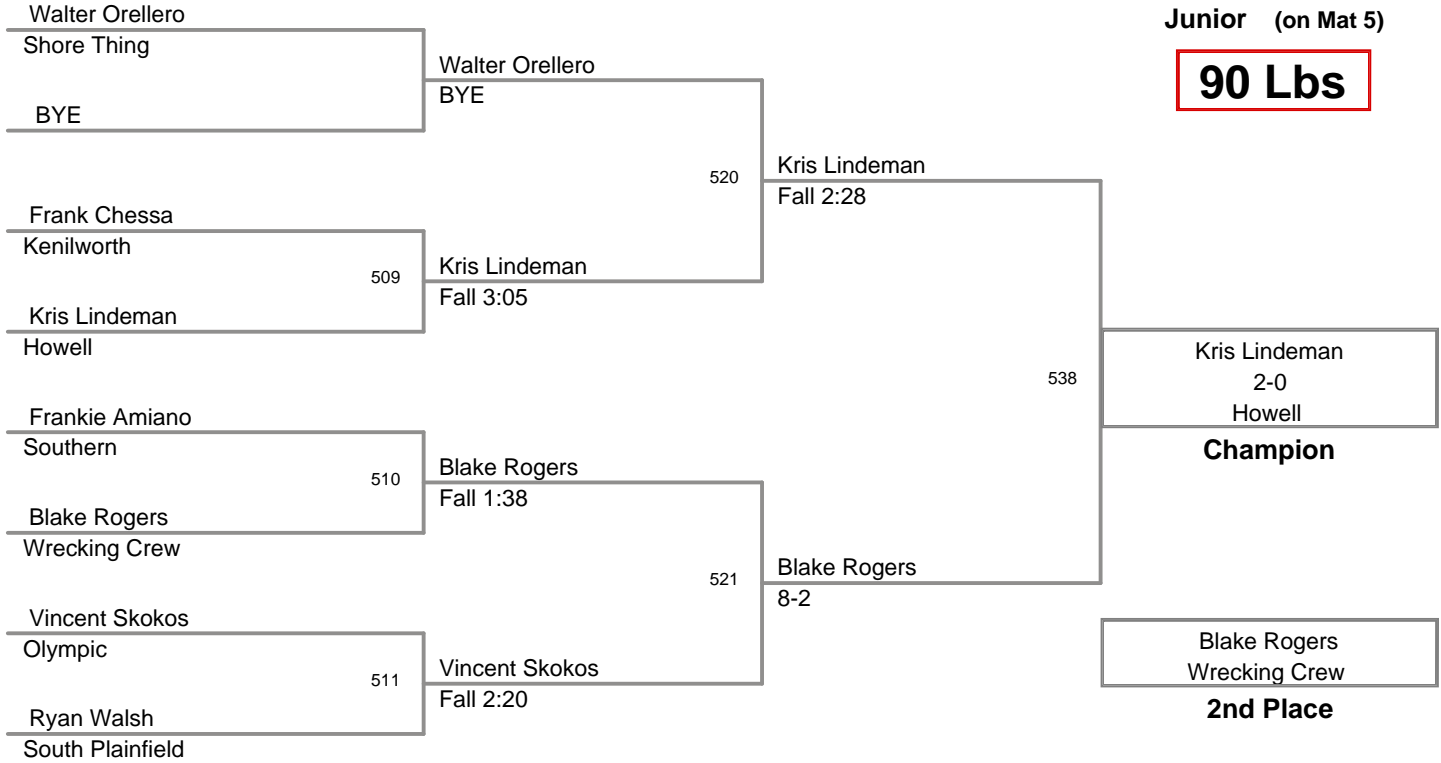 Walter Orellero
Shore Thing
BYE
Frank Chessa
Kenilworth
Kris Lindeman
Howell
Frankie Amiano
Southern
Blake Rogers
Wrecking Crew
Vincent Skokos
Olympic
Ryan Walsh
South Plainfield
509
510
511
Walter Orellero
BYE
Kris Lindeman
Fall 3:05
Blake Rogers
Fall 1:38
Vincent Skokos
Fall 2:20
520
521
Kris Lindeman
Fall 2:28
Blake Rogers
8-2
538
Junior (on Mat 5)
90 Lbs
Kris Lindeman
2-0
Howell
Champion
Blake Rogers
Wrecking Crew
2nd Place